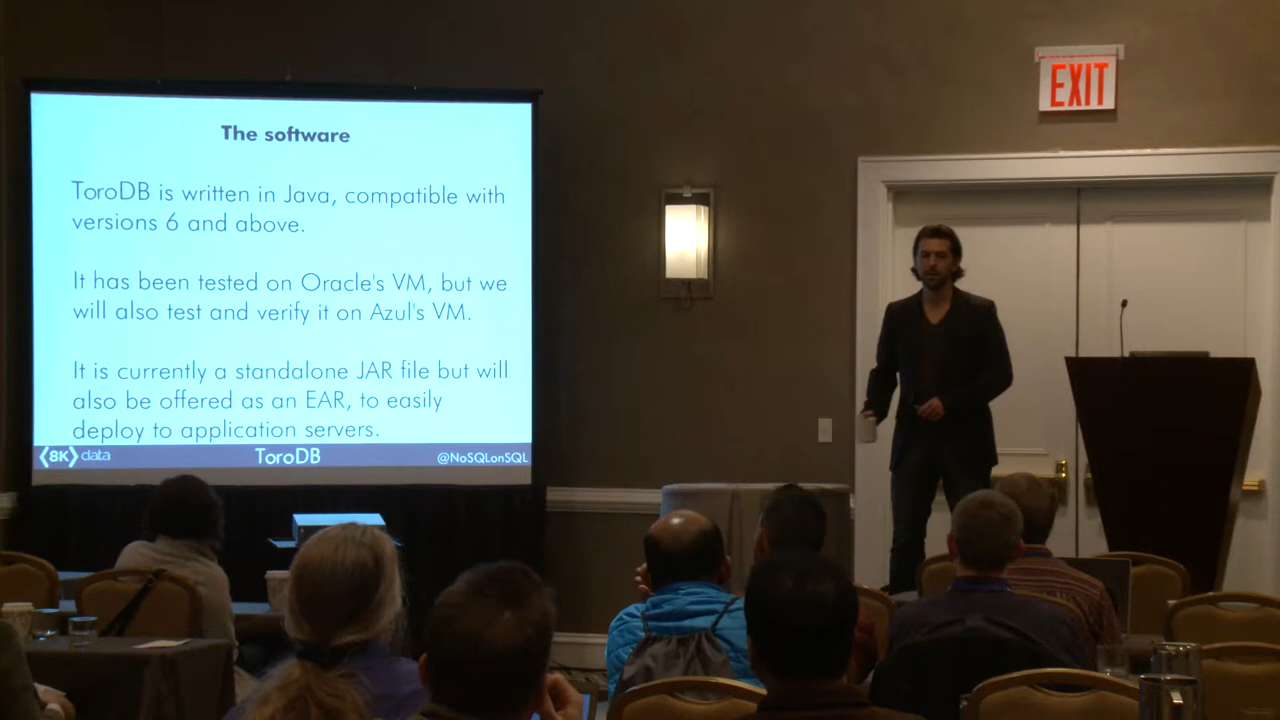 The software
ToroDB is written in Java, compatible with
versions 6 and above.
It has been tested on Oracle's VM, but we
will also test and verify it on Azul's VM.
It is currently a standalone JAR file but will
also be offered as an EAR, to easily
deploy to application servers.
⟨8K⟩data
ToroDB
@NoSQLonSQL
EXIT